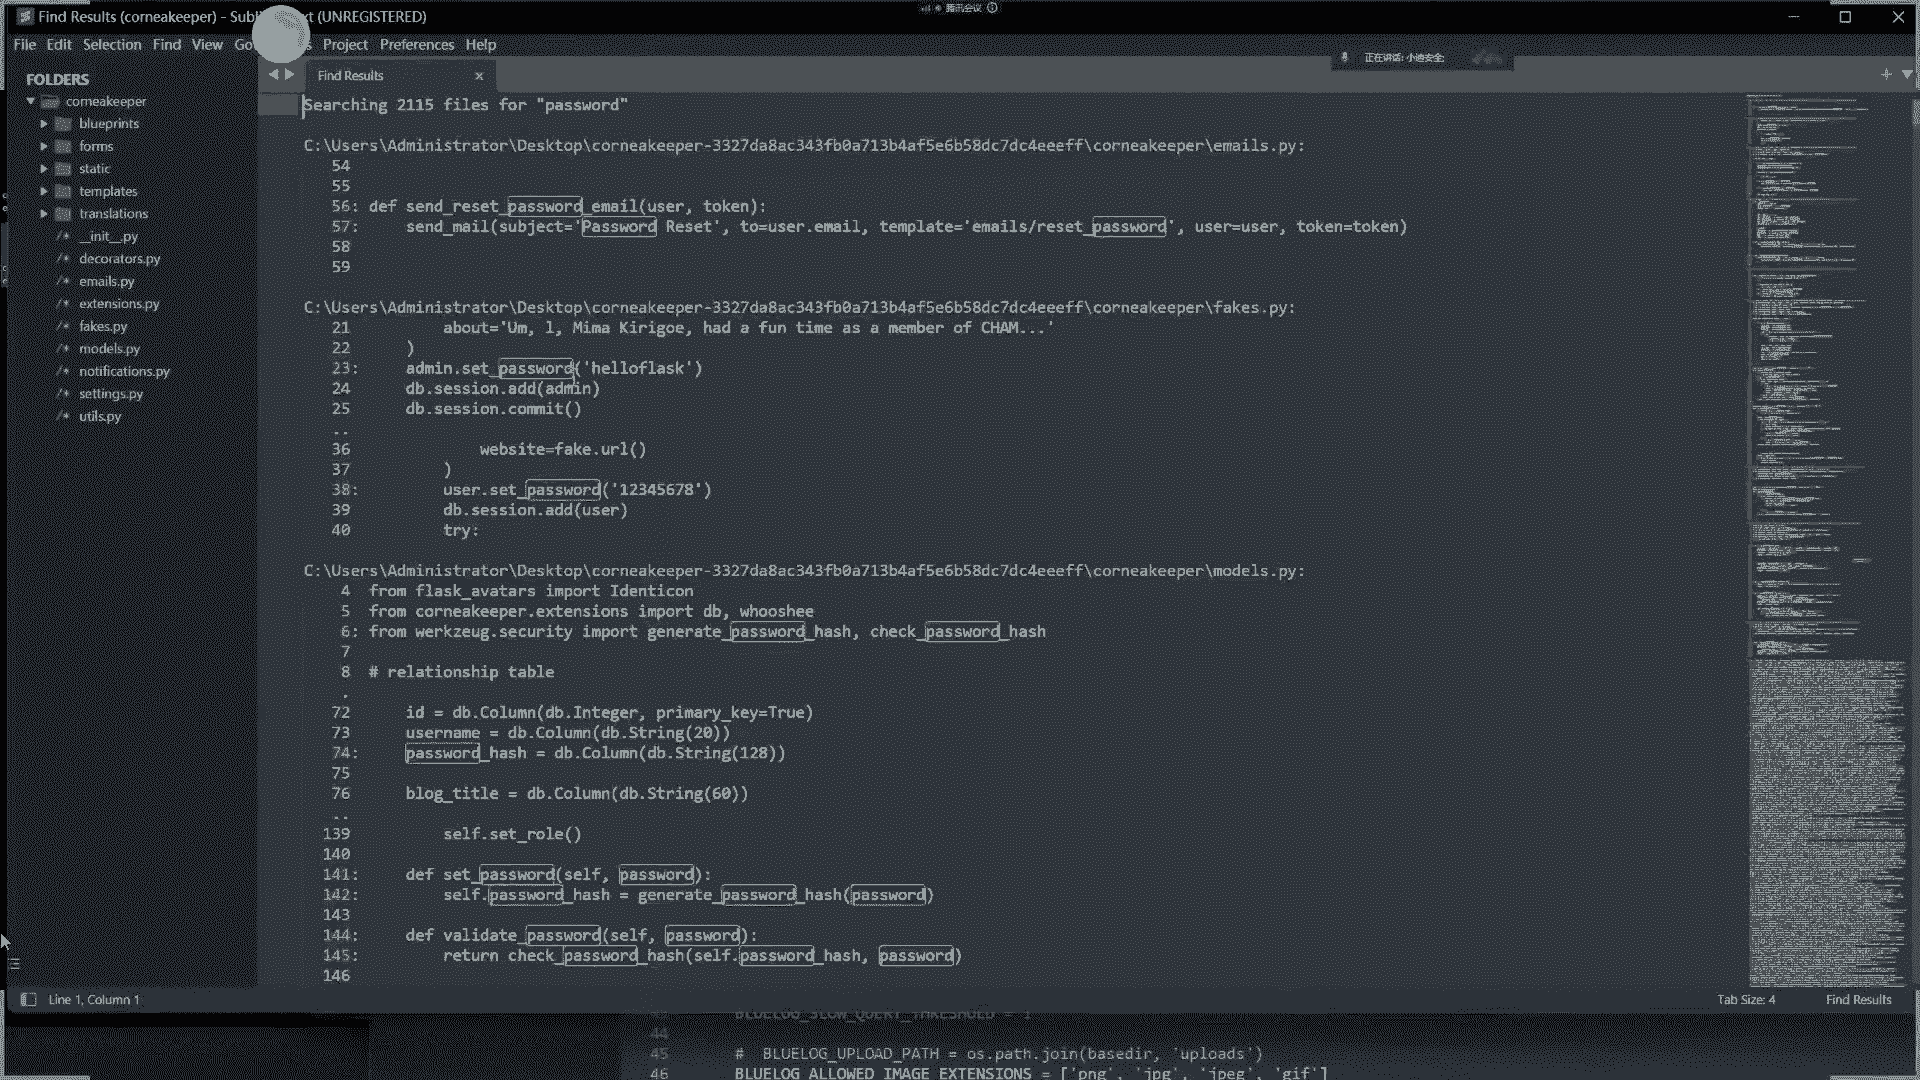 Find Results (corneakeeper) - Subl
xt (UNREGISTERED)
腾讯会议
File Edit Selection Find View
Project Preferences Help
正在讲话: 小迪安全
FOLDERS
corneakeeper
blueprints
forms
static
templates
translations
/* __init__.py
/* decorators.py
/* emails.py
/* extensions.py
/* fakes.py
/* models.py
/* notifications.py
/* settings.py
/* utils.py
Find Results ×
Searching 2115 files for "password"
C:\Users\Administrator\Desktop\corneakeeper-3327da8ac343fb0a713b4af5e6b58dc7dc4eeeff\corneakeeper\emails.py:
54
55
56: def send_reset_password_email(user, token):
57:     send_mail(subject='Password Reset', to=user.email, template='emails/reset_password', user=user, token=token)
58
59
C:\Users\Administrator\Desktop\corneakeeper-3327da8ac343fb0a713b4af5e6b58dc7dc4eeeff\corneakeeper\fakes.py:
21         about='Um, l, Mima Kirigoe, had a fun time as a member of CHAM...'
22     )
23:     admin.set_password('helloflask')
24     db.session.add(admin)
25     db.session.commit()
..
36             website=fake.url()
37         )
38:         user.set_password('12345678')
39         db.session.add(user)
40         try:
C:\Users\Administrator\Desktop\corneakeeper-3327da8ac343fb0a713b4af5e6b58dc7dc4eeeff\corneakeeper\models.py:
4 from flask_avatars import Identicon
5 from corneakeeper.extensions import db, whooshee
6: from werkzeug.security import generate_password_hash, check_password_hash
7
8 # relationship table
.
72     id = db.Column(db.Integer, primary_key=True)
73     username = db.Column(db.String(20))
74:     password_hash = db.Column(db.String(128))
75
76     blog_title = db.Column(db.String(60))
..
139         self.set_role()
140
141:     def set_password(self, password):
142:         self.password_hash = generate_password_hash(password)
143
144:     def validate_password(self, password):
145:         return check_password_hash(self.password_hash, password)
146
Line 1, Column 1
Tab Size: 4
Find Results
BLUELOG_SLOW_QUERY_THRESHOLD = 1
44
45     # BLUELOG_UPLOAD_PATH = os.path.join(basedir, 'uploads')
46     BLUELOG_ALLOWED_IMAGE_EXTENSIONS = ['png', 'jpg', 'jpeg', 'gif']